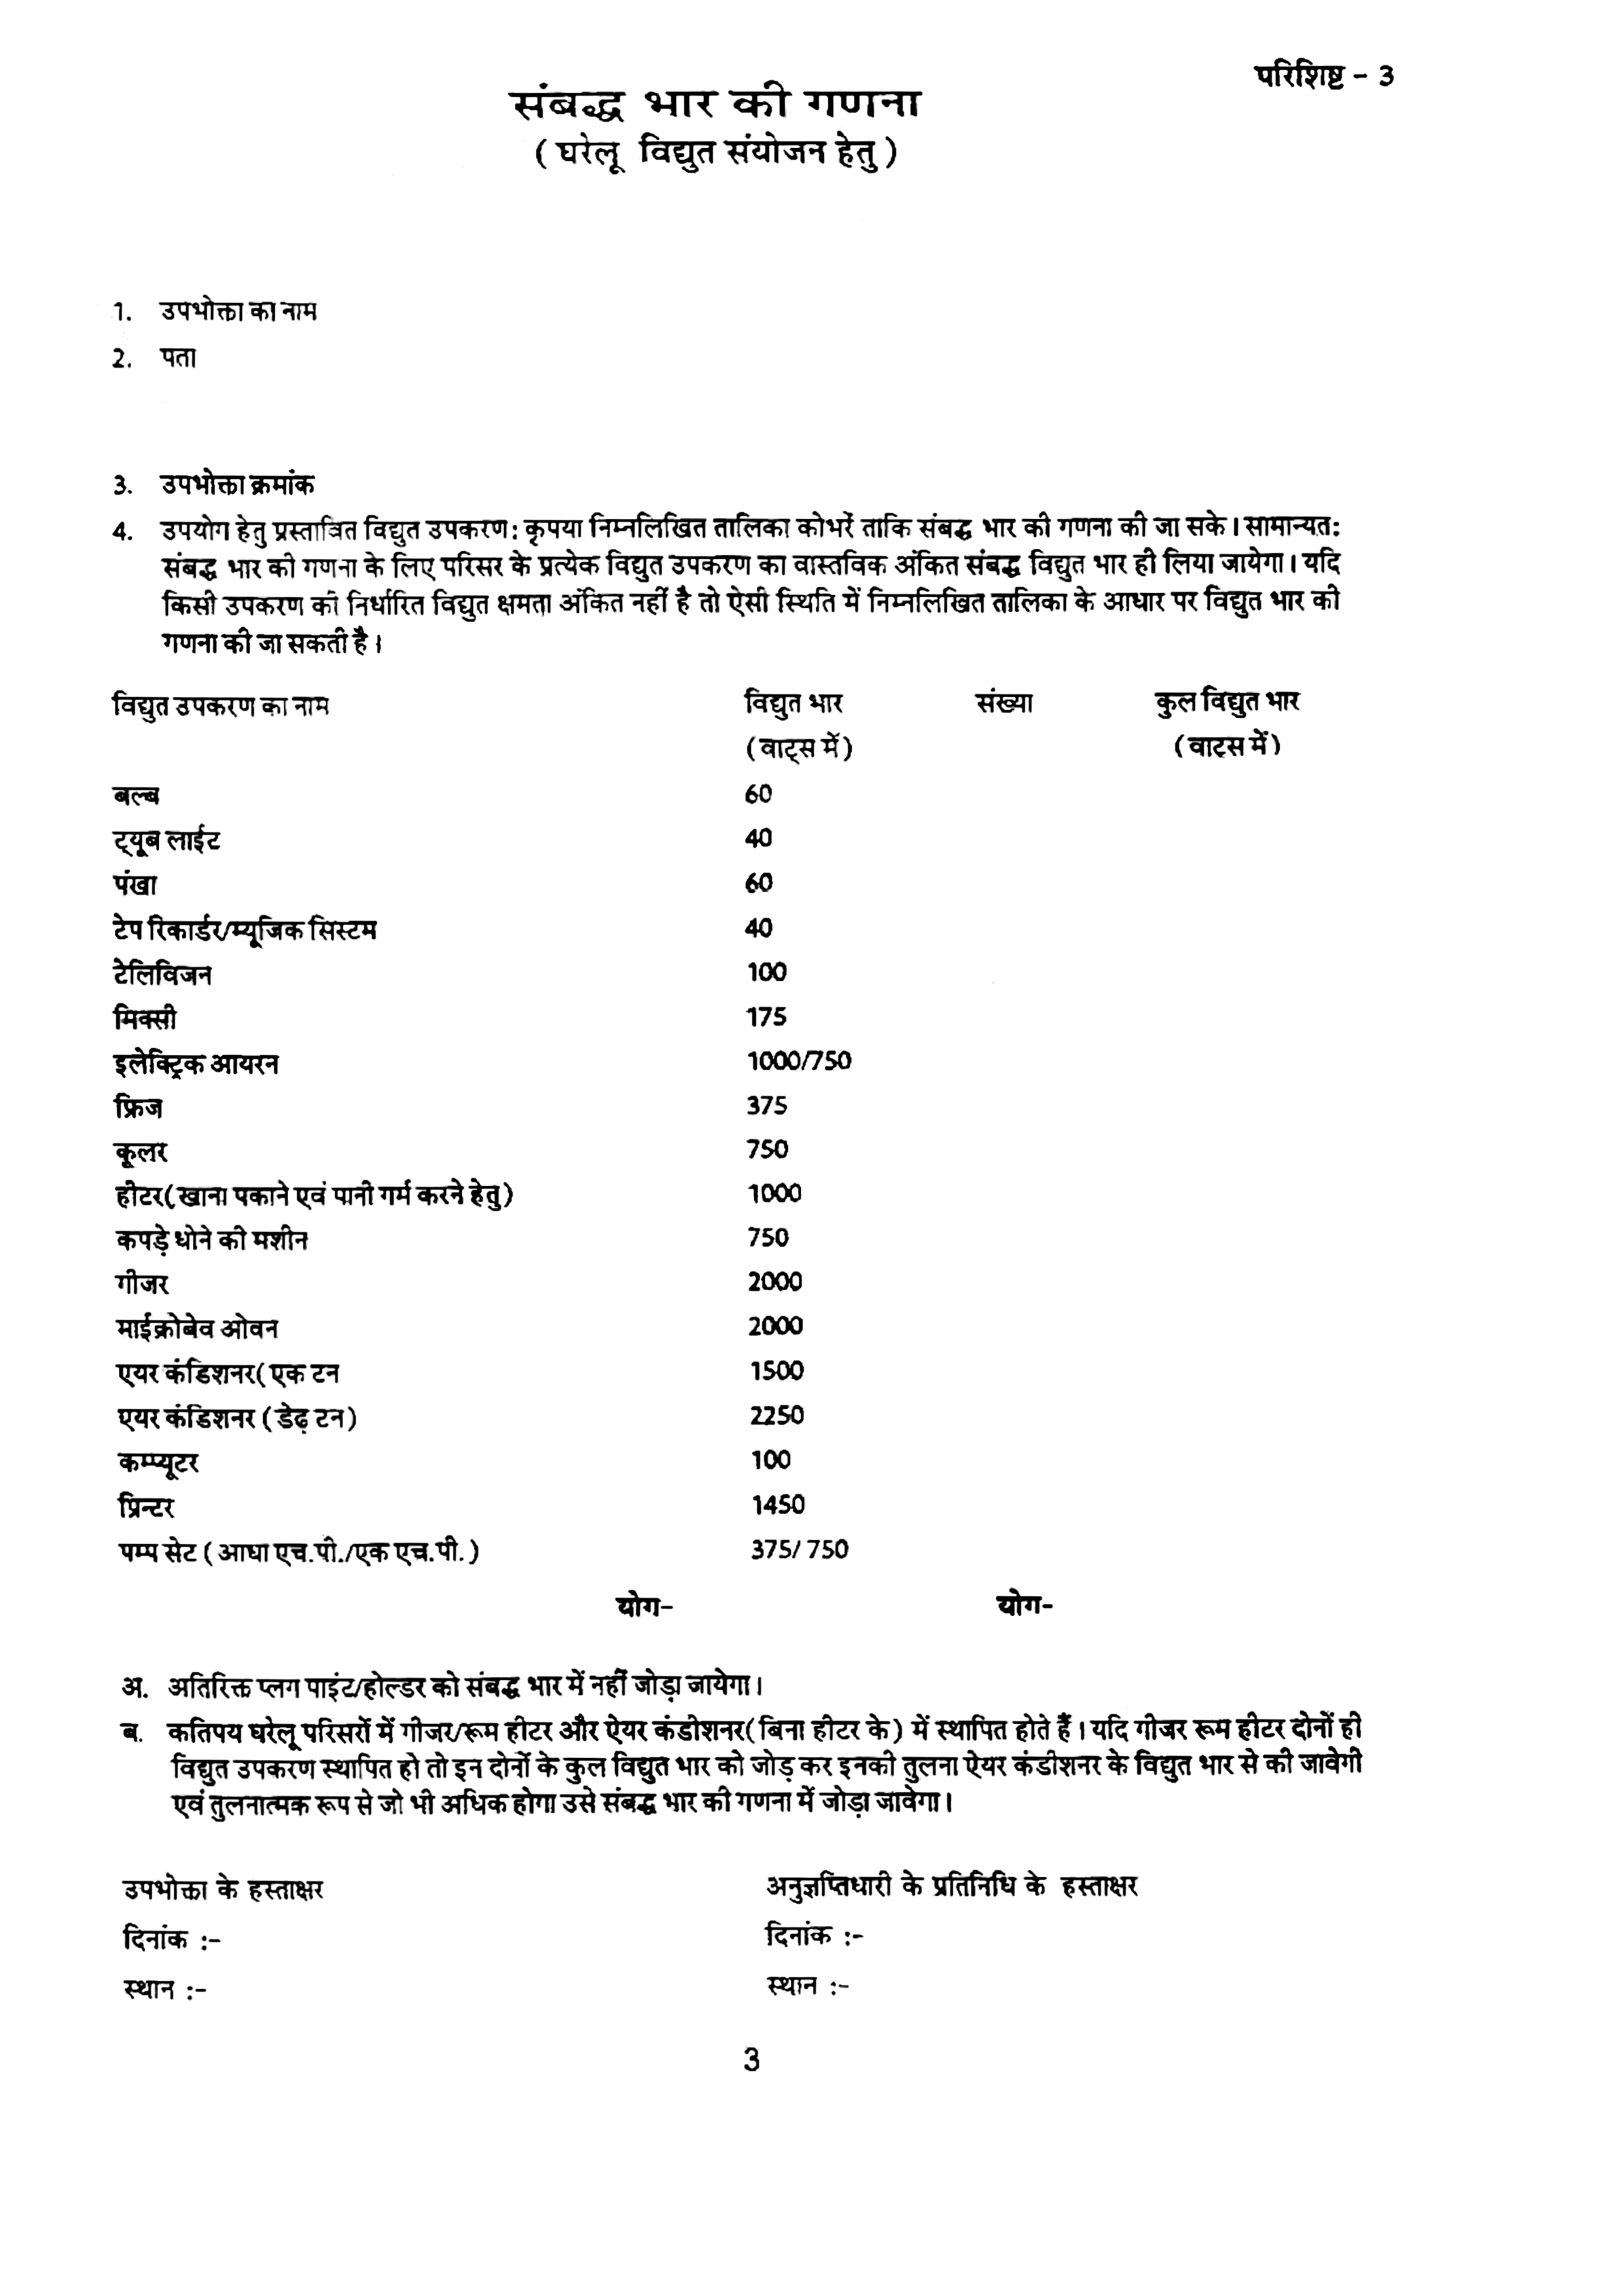 परिशिष्ट - 3
संबद्ध भार की गणना
( घरेलू विद्युत संयोजन हेतु )
1. उपभोक्ता का नाम
2. पता
3. उपभोक्ता क्रमांक
4. उपयोग हेतु प्रस्तावित विद्युत उपकरण : कृपया निम्नलिखित तालिका कोभरें ताकि संबद्ध भार की गणना की जा सके । सामान्यत:
संबद्ध भार की गणना के लिए परिसर के प्रत्येक विद्युत उपकरण का वास्तविक अंकित संबद्ध विद्युत भार ही लिया जायेगा । यदि
किसी उपकरण की निर्धारित विद्युत क्षमता अंकित नहीं है तो ऐसी स्थिति में निम्नलिखित तालिका के आधार पर विद्युत भार की
गणना की जा सकती है ।
विद्युत उपकरण का नाम विद्युत भार संख्या कुल विद्युत भार
( वाट्स में ) ( वाट्स में )
बल्ब 60
ट्यूब लाईट 40
पंखा 60
टेप रिकार्डर/म्यूजिक सिस्टम 40
टेलिविजन 100
मिक्सी 175
इलेक्ट्रिक आयरन 1000/750
फ्रिज 375
कूलर 750
हीटर( खाना पकाने एवं पानी गर्म करने हेतु ) 1000
कपड़े धोने की मशीन 750
गीजर 2000
माईक्रोबेव ओवन 2000
एयर कंडिशनर( एक टन 1500
एयर कंडिशनर ( डेढ़ टन ) 2250
कम्प्यूटर 100
प्रिन्टर 1450
पम्प सेट ( आधा एच.पी./एक एच.पी. ) 375/ 750
योग- योग-
अ. अतिरिक्त प्लग पाइंट/होल्डर को संबद्ध भार में नहीं जोड़ा जायेगा ।
ब. कतिपय घरेलू परिसरों में गीजर/रूम हीटर और ऐयर कंडीशनर( बिना हीटर के ) में स्थापित होते हैं । यदि गीजर रूम हीटर दोनों ही
विद्युत उपकरण स्थापित हो तो इन दोनों के कुल विद्युत भार को जोड़ कर इनकी तुलना ऐयर कंडीशनर के विद्युत भार से की जावेगी
एवं तुलनात्मक रूप से जो भी अधिक होगा उसे संबद्ध भार की गणना में जोड़ा जावेगा ।
उपभोक्ता के हस्ताक्षर अनुज्ञप्तिधारी के प्रतिनिधि के हस्ताक्षर
दिनांक :- दिनांक :-
स्थान :- स्थान :-
3